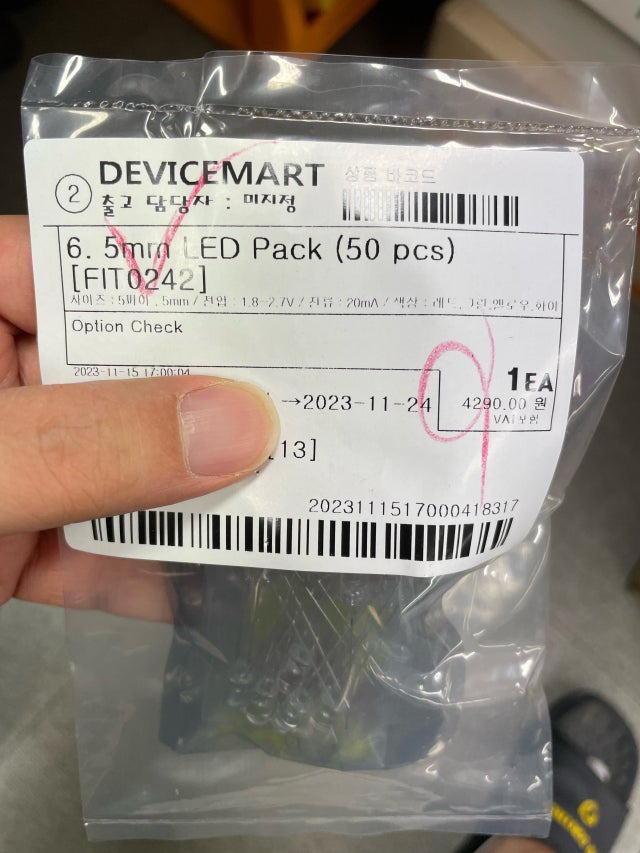 ② DEVICEMART 상품 바코드
출고 담당자 : 미지정
6. 5mm LED Pack (50 pcs)
[FIT0242]
사이즈 : 5파이, 5mm / 전압 : 1.8-2.7V / 전류 : 20mA / 색상 : 레드,그린,옐로우,화이
Option Check
2023-11-15 17:00:04
1EA
→2023-11-24
4290.00 원
VAT포함
13]
2023111517000418317